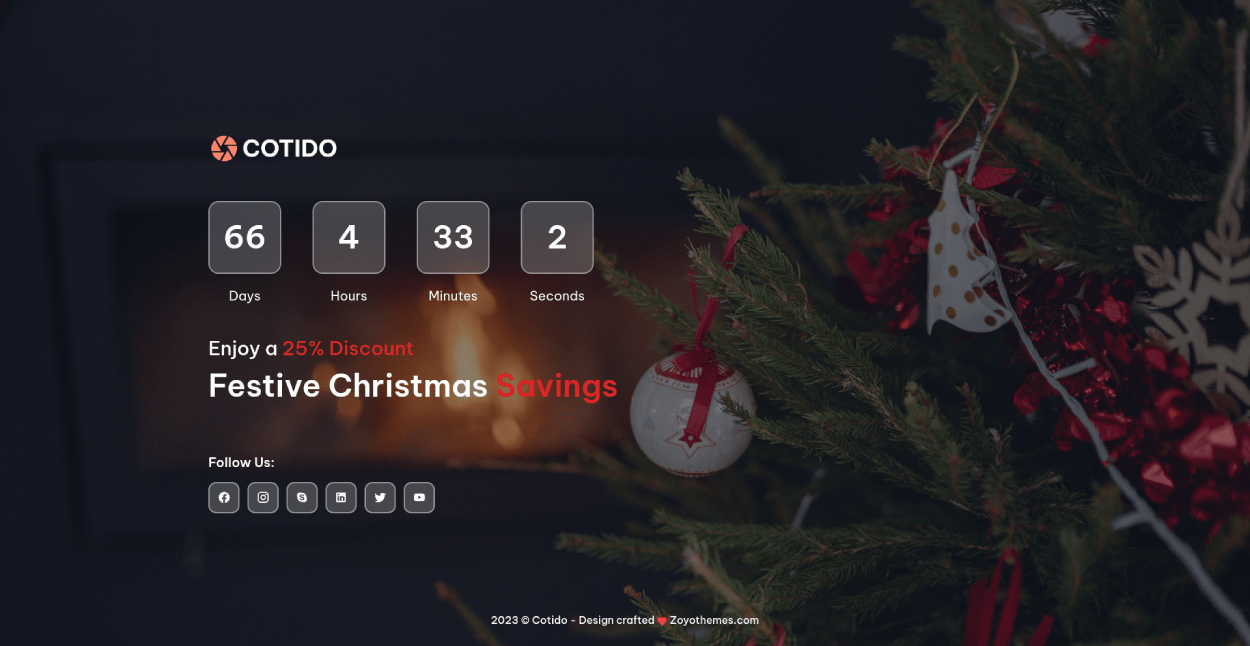 COTIDO
66 4 33 2
Days Hours Minutes Seconds
Enjoy a 25% Discount
Festive Christmas Savings
Follow Us:
2023 © Cotido - Design crafted ❤ Zoyothemes.com